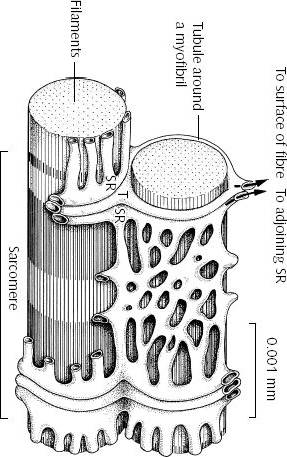 Filaments
Tubule around
a myofibril
To surface of fibre
To adjoining SR
SR
T
SR
Sarcomere
0.001 mm